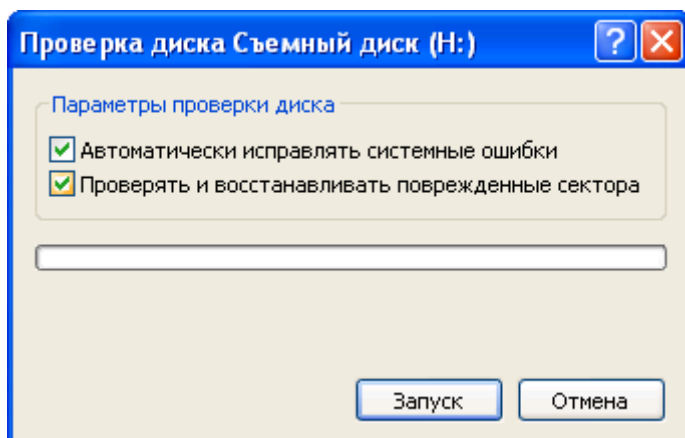 Проверка диска Съемный диск (H:)
Параметры проверки диска
Автоматически исправлять системные ошибки
Проверять и восстанавливать поврежденные сектора
Запуск Отмена